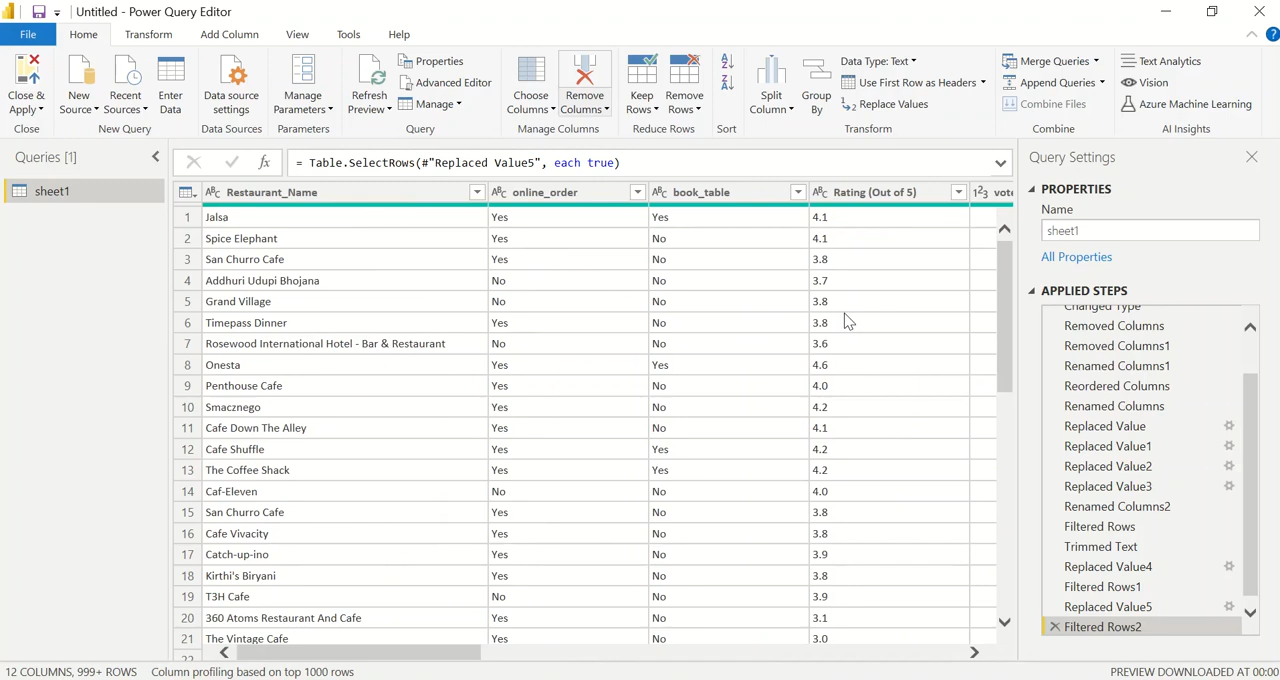 Untitled - Power Query Editor
File Home Transform Add Column View Tools Help
Close & Apply
Close
New Source
Recent Sources
Enter Data
New Query
Data source settings
Data Sources
Manage Parameters
Parameters
Refresh Preview
Properties
Advanced Editor
Manage
Query
Choose Columns
Remove Columns
Manage Columns
Keep Rows
Remove Rows
Reduce Rows
Sort
Split Column
Group By
Data Type: Text
Use First Row as Headers
Replace Values
Transform
Merge Queries
Append Queries
Combine Files
Combine
Text Analytics
Vision
Azure Machine Learning
AI Insights
Queries [1]
sheet1
fx = Table.SelectRows(#"Replaced Value5", each true)
ABC Restaurant_Name ABC online_order ABC book_table ABC Rating (Out of 5) 123 vote
1 Jalsa Yes Yes 4.1
2 Spice Elephant Yes No 4.1
3 San Churro Cafe Yes No 3.8
4 Addhuri Udupi Bhojana No No 3.7
5 Grand Village No No 3.8
6 Timepass Dinner Yes No 3.8
7 Rosewood International Hotel - Bar & Restaurant No No 3.6
8 Onesta Yes Yes 4.6
9 Penthouse Cafe Yes No 4.0
10 Smacznego Yes No 4.2
11 Cafe Down The Alley Yes No 4.1
12 Cafe Shuffle Yes Yes 4.2
13 The Coffee Shack Yes Yes 4.2
14 Caf-Eleven No No 4.0
15 San Churro Cafe Yes No 3.8
16 Cafe Vivacity Yes No 3.8
17 Catch-up-ino Yes No 3.9
18 Kirthi's Biryani Yes No 3.8
19 T3H Cafe No No 3.9
20 360 Atoms Restaurant And Cafe Yes No 3.1
21 The Vintage Cafe Yes No 3.0
22
Query Settings
PROPERTIES
Name
sheet1
All Properties
APPLIED STEPS
Changed Type
Removed Columns
Removed Columns1
Renamed Columns1
Reordered Columns
Renamed Columns
Replaced Value
Replaced Value1
Replaced Value2
Replaced Value3
Renamed Columns2
Filtered Rows
Trimmed Text
Replaced Value4
Filtered Rows1
Replaced Value5
Filtered Rows2
12 COLUMNS, 999+ ROWS Column profiling based on top 1000 rows PREVIEW DOWNLOADED AT 00:00